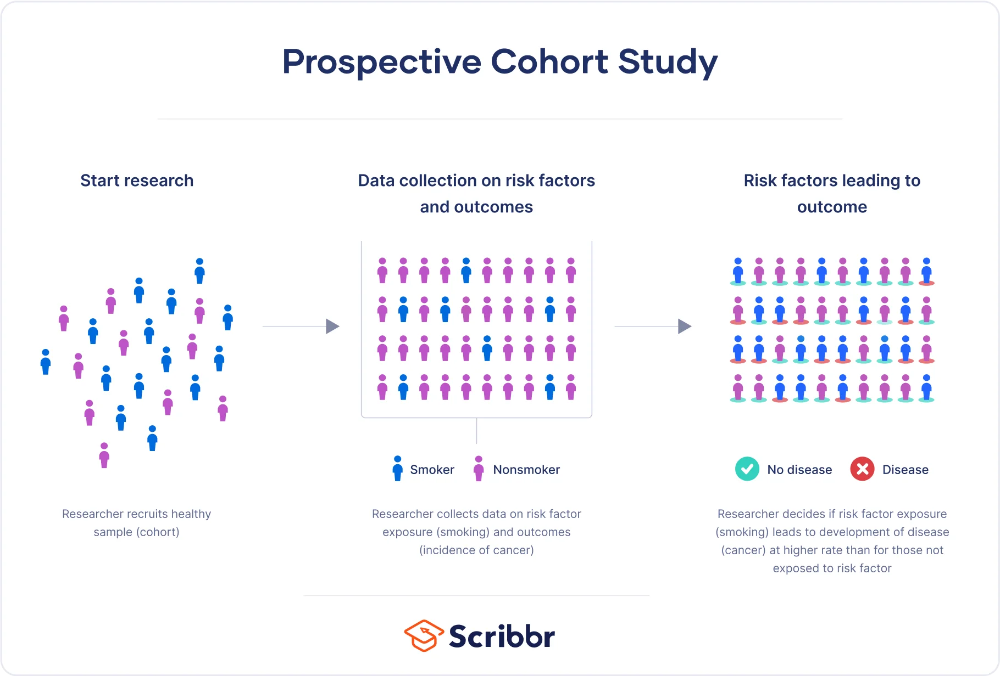 Prospective Cohort Study
Start research
Data collection on risk factors
and outcomes
Risk factors leading to
outcome
Smoker
Nonsmoker
No disease
Disease
Researcher recruits healthy
sample (cohort)
Researcher collects data on risk factor
exposure (smoking) and outcomes
(incidence of cancer)
Researcher decides if risk factor exposure
(smoking) leads to development of disease
(cancer) at higher rate than for those not
exposed to risk factor
Scribbr